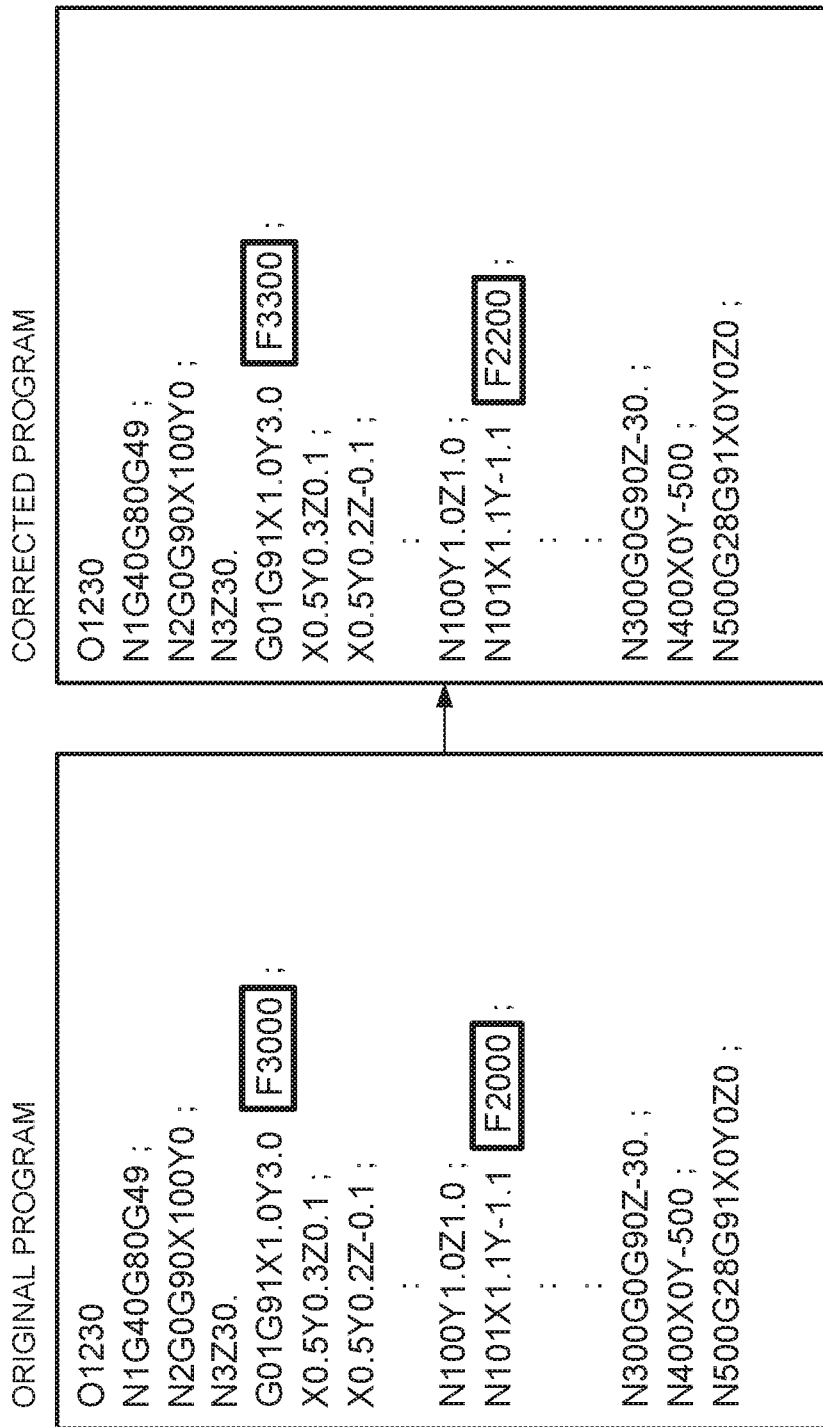 ORIGINAL PROGRAM
O1230
N1G40G80G49 ;
N2G0G90X100Y0 ;
N3Z30.
G01G91X1.0Y3.0 F3000 ;
X0.5Y0.3Z0.1 ;
X0.5Y0.2Z-0.1 ;
:
N100Y1.0Z1.0 ;
N101X1.1Y-1.1 F2000 ;
:
:
N300G0G90Z-30. ;
N400X0Y-500 ;
N500G28G91X0Y0Z0 ;
CORRECTED PROGRAM
O1230
N1G40G80G49 ;
N2G0G90X100Y0 ;
N3Z30.
G01G91X1.0Y3.0 F3300 ;
X0.5Y0.3Z0.1 ;
X0.5Y0.2Z-0.1 ;
:
N100Y1.0Z1.0 ;
N101X1.1Y-1.1 F2200 ;
:
:
N300G0G90Z-30. ;
N400X0Y-500 ;
N500G28G91X0Y0Z0 ;